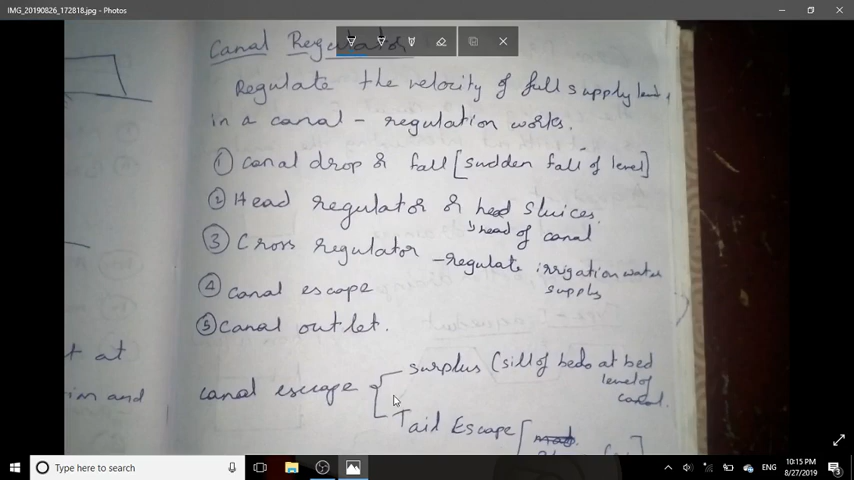 IMG_20190826_172818.jpg - Photos
Canal Regulator
Regulate the velocity of full supply
in a canal - regulation works.
① canal drop & fall [sudden fall of level]
② Head regulator & head sluices.
head of canal
③ Cross regulator - regulate irrigation water
supply
④ canal escape
⑤ canal outlet.
t at
canal escape
surplus (sill of beds at bed
level of
canal.
im and
Tail Escape [
Type here to search
ENG
10:15 PM
8/27/2019